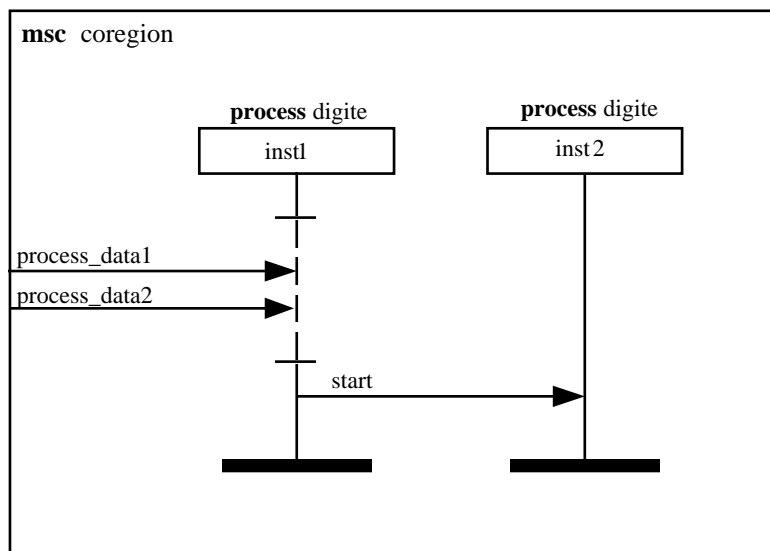 msc coregion
process digite
process digite
inst1
inst2
process_data1
process_data2
start